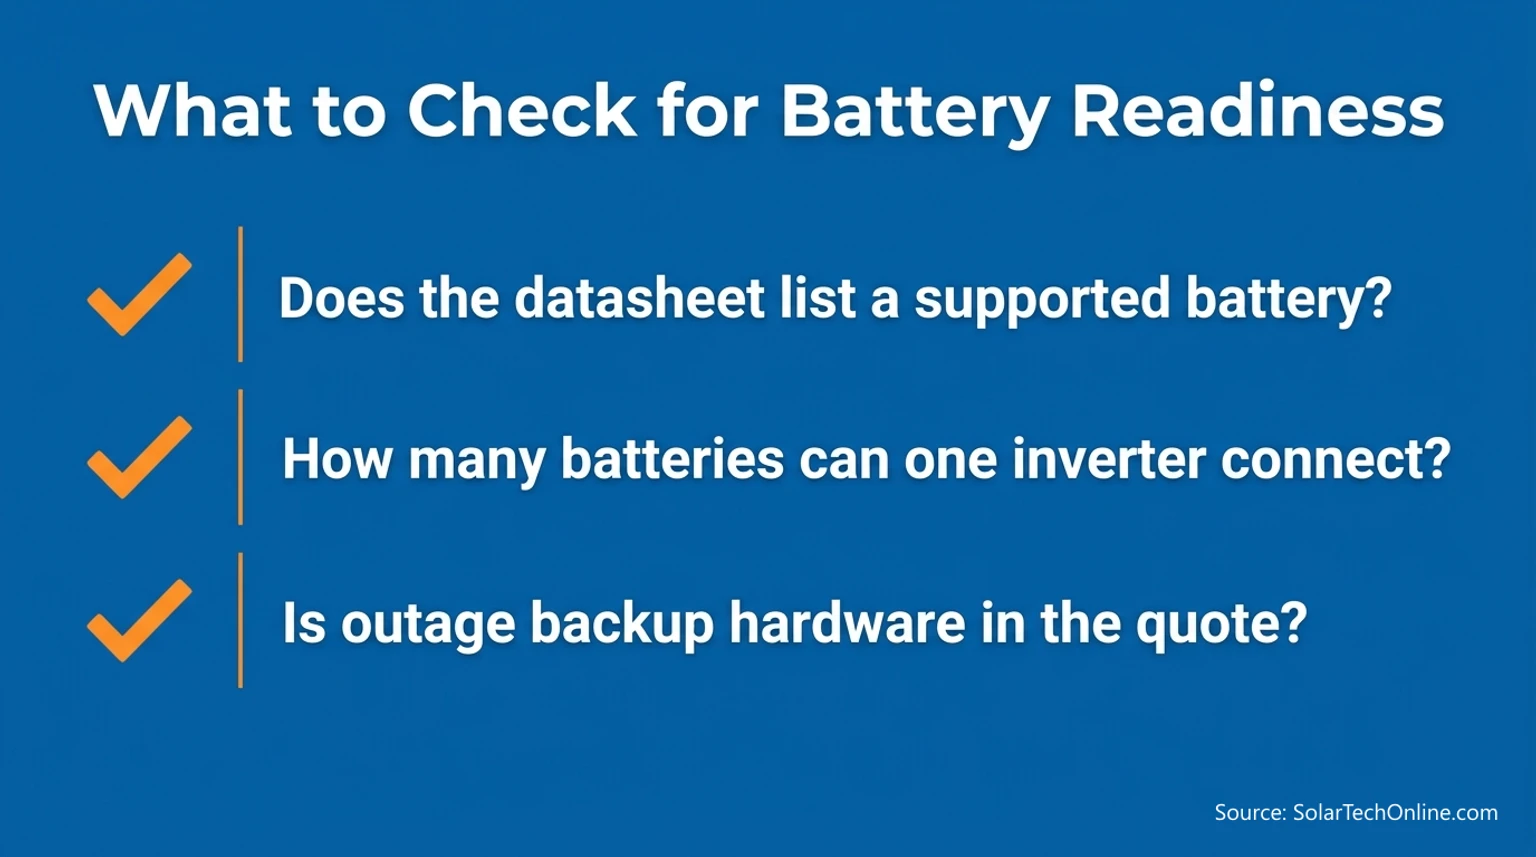 What to Check for Battery Readiness
Does the datasheet list a supported battery?
How many batteries can one inverter connect?
Is outage backup hardware in the quote?
Source: SolarTechOnline.com